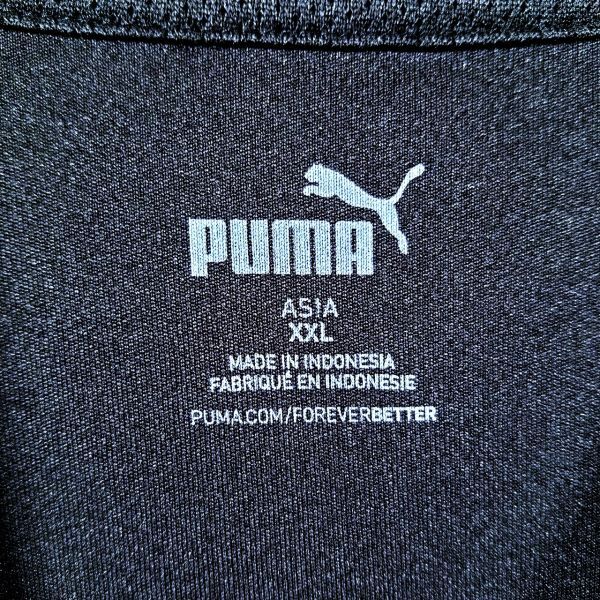 PUMA
ASIA
XXL
MADE IN INDONESIA
FABRIQUÉ EN INDONESIE
PUMA.COM/FOREVERBETTER